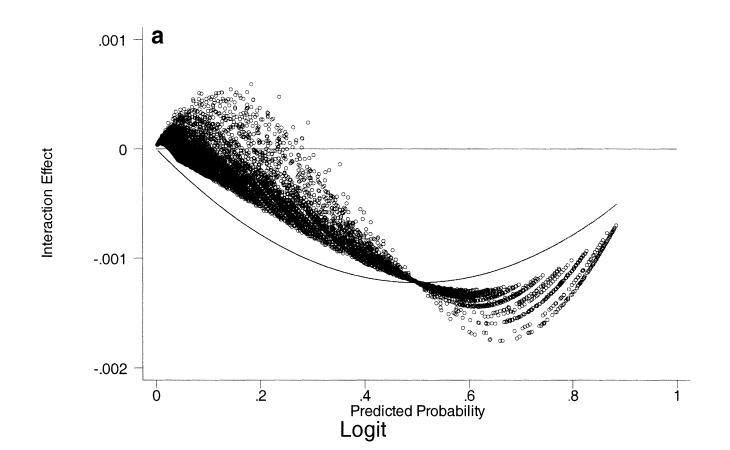 a
.001
0
-.001
-.002
Interaction Effect
0 .2 .4 .6 .8 1
Predicted Probability
Logit